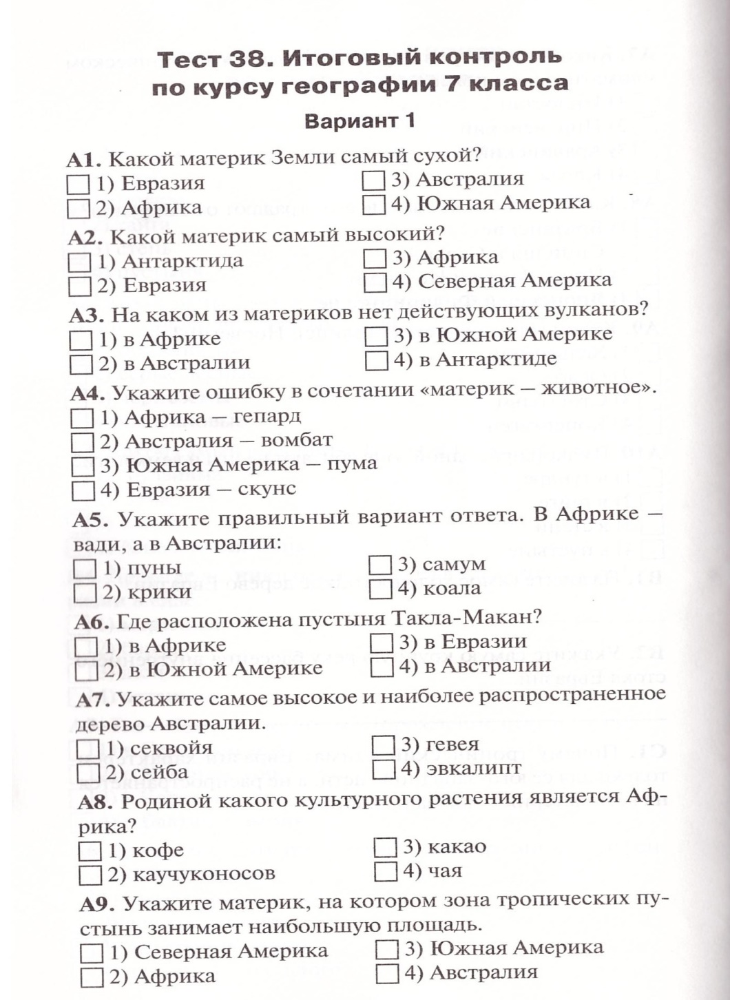 Тест 38. Итоговый контроль
по курсу географии 7 класса
Вариант 1
А1. Какой материк Земли самый сухой?
1) Евразия 3) Австралия
2) Африка 4) Южная Америка
А2. Какой материк самый высокий?
1) Антарктида 3) Африка
2) Евразия 4) Северная Америка
А3. На каком из материков нет действующих вулканов?
1) в Африке 3) в Южной Америке
2) в Австралии 4) в Антарктиде
А4. Укажите ошибку в сочетании «материк – животное».
1) Африка – гепард
2) Австралия – вомбат
3) Южная Америка – пума
4) Евразия – скунс
А5. Укажите правильный вариант ответа. В Африке –
вади, а в Австралии:
1) пуны 3) самум
2) крики 4) коала
А6. Где расположена пустыня Такла-Макан?
1) в Африке 3) в Евразии
2) в Южной Америке 4) в Австралии
А7. Укажите самое высокое и наиболее распространенное
дерево Австралии.
1) секвойя 3) гевея
2) сейба 4) эвкалипт
А8. Родиной какого культурного растения является Аф-
рика?
1) кофе 3) какао
2) каучуконосов 4) чая
А9. Укажите материк, на котором зона тропических пу-
стынь занимает наибольшую площадь.
1) Северная Америка 3) Южная Америка
2) Африка 4) Австралия